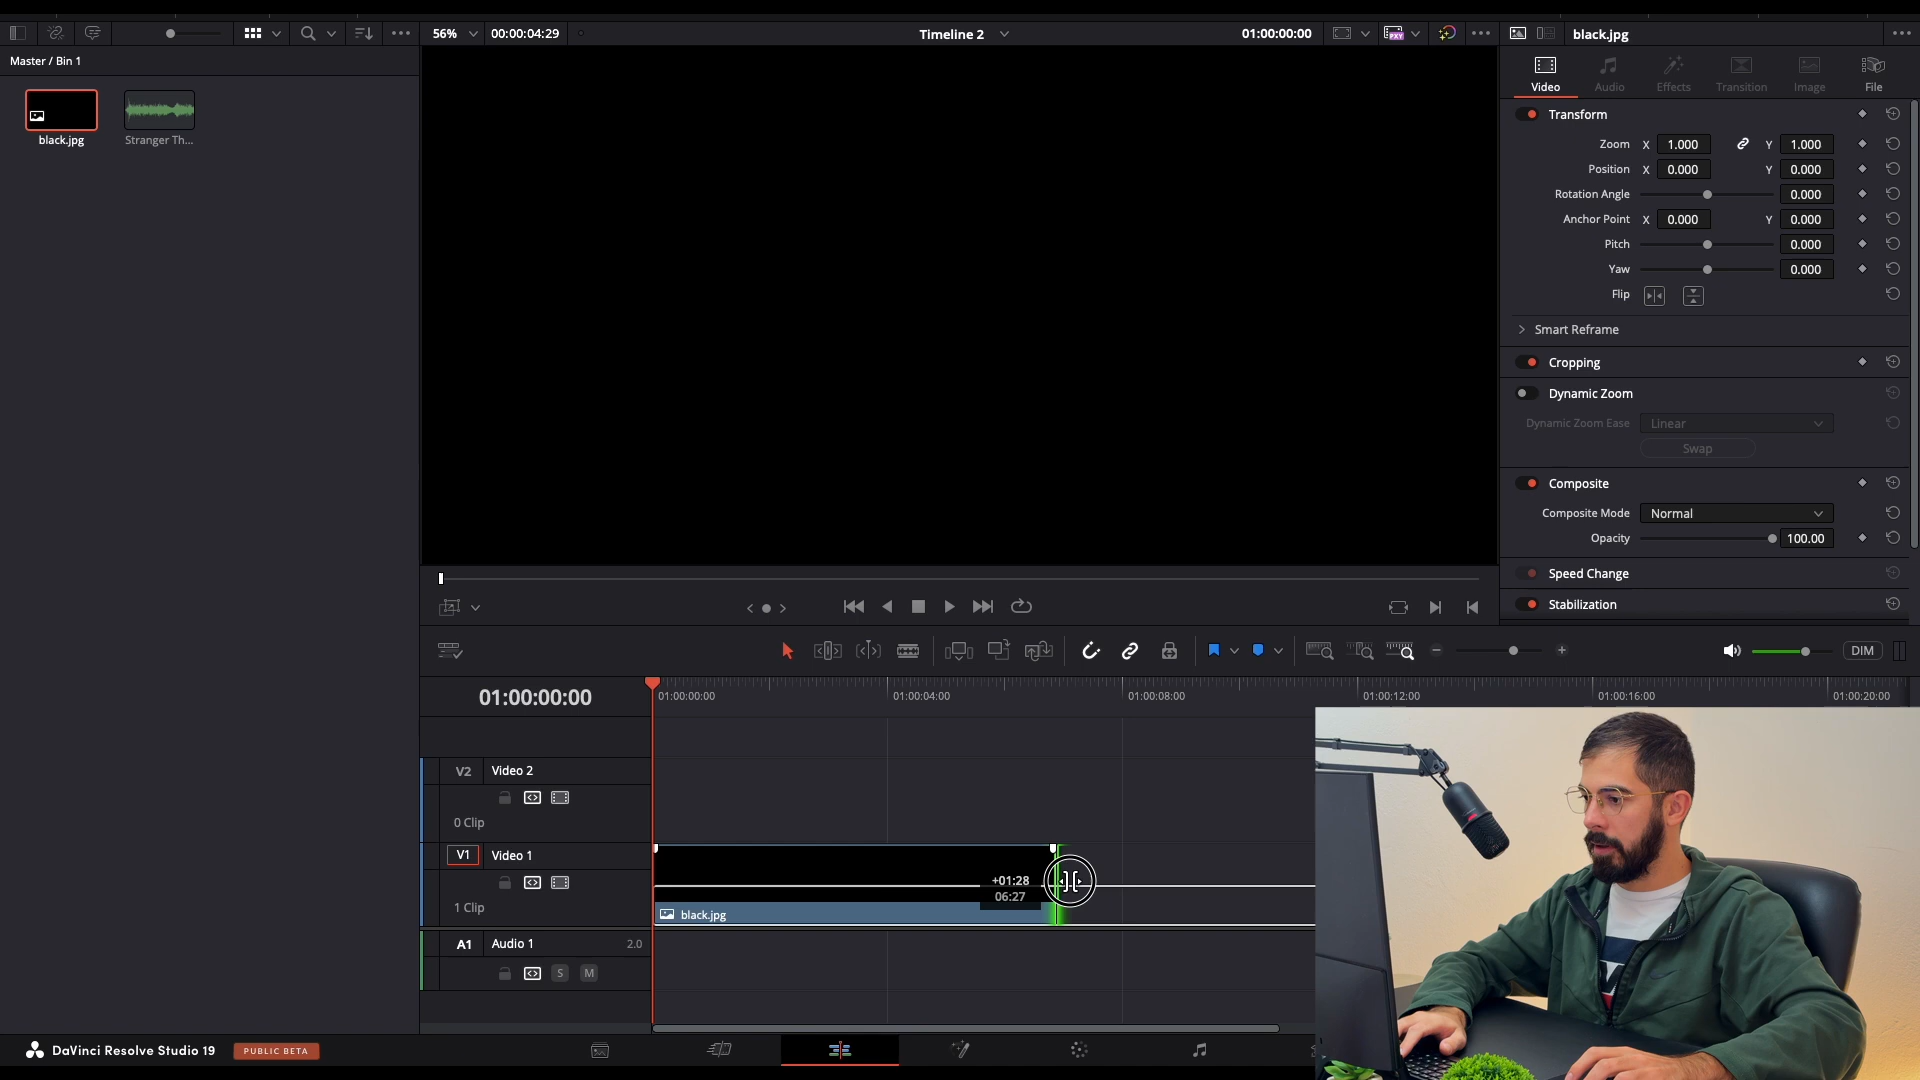 56%
00:00:04:29
Timeline 2
01:00:00:00
PXY
black.jpg
Master / Bin 1
black.jpg
Stranger Th...
Video
Audio
Effects
Transition
Image
File
Transform
Zoom X 1.000 Y 1.000
Position X 0.000 Y 0.000
Rotation Angle 0.000
Anchor Point X 0.000 Y 0.000
Pitch 0.000
Yaw 0.000
Flip
Smart Reframe
Cropping
Dynamic Zoom
Dynamic Zoom Ease Linear
Swap
Composite
Composite Mode Normal
Opacity 100.00
Speed Change
Stabilization
DIM
01:00:00:00
01:00:00:00
01:00:04:00
01:00:08:00
01:00:12:00
01:00:16:00
01:00:20:00
V2 Video 2
0 Clip
V1 Video 1
1 Clip
+01:28
06:27
black.jpg
A1 Audio 1 2.0
S M
DaVinci Resolve Studio 19
PUBLIC BETA